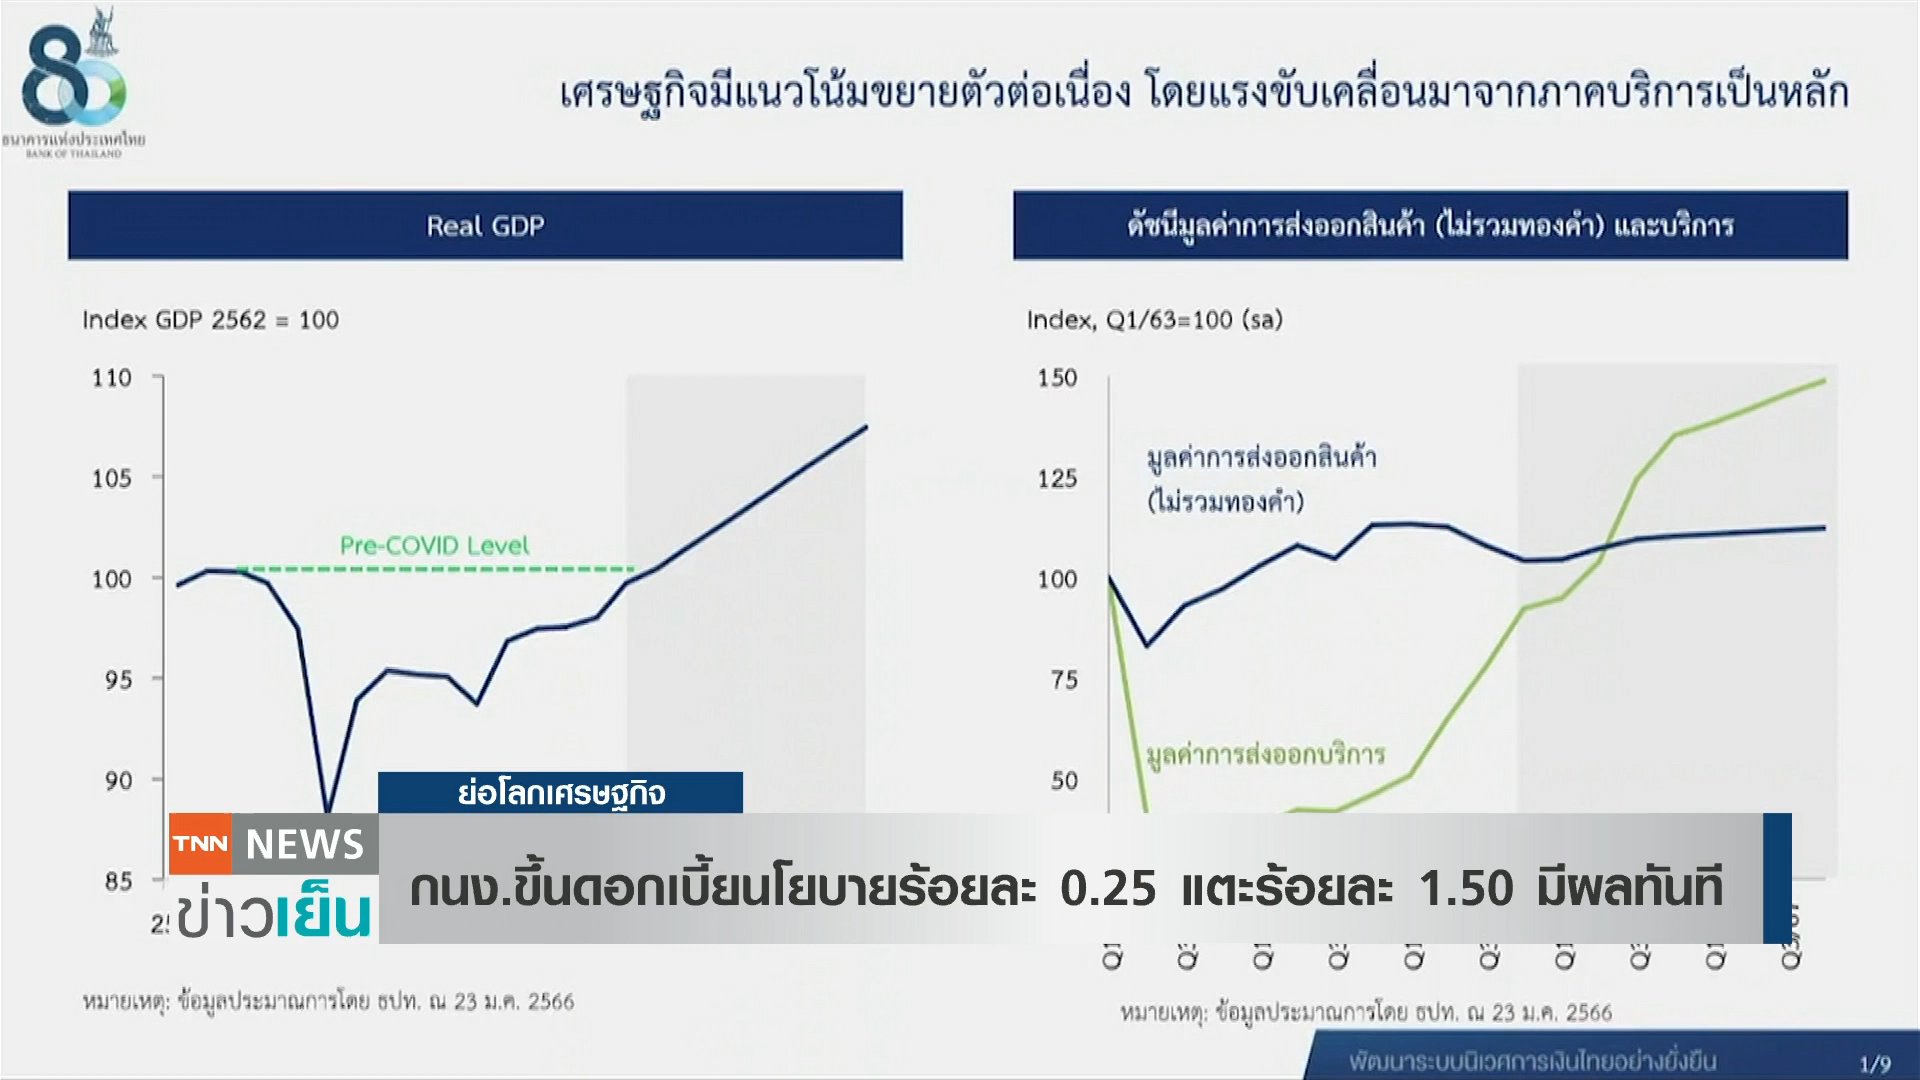 80
ธนาคารแห่งประเทศไทย
BANK OF THAILAND
เศรษฐกิจมีแนวโน้มขยายตัวต่อเนื่อง โดยแรงขับเคลื่อนมาจากภาคบริการเป็นหลัก
Real GDP
Index GDP 2562 = 100
110
105
100
95
90
85
Pre-COVID Level
หมายเหตุ: ข้อมูลประมาณการโดย ธปท. ณ 23 ม.ค. 2566
ดัชนีมูลค่าการส่งออกสินค้า (ไม่รวมทองคำ) และบริการ
Index, Q1/63=100 (sa)
150
125
100
75
50
มูลค่าการส่งออกสินค้า
(ไม่รวมทองคำ)
มูลค่าการส่งออกบริการ
หมายเหตุ: ข้อมูลประมาณการโดย ธปท. ณ 23 ม.ค. 2566
ย่อโลกเศรษฐกิจ
TNN NEWS
ข่าวเย็น
กนง.ขึ้นดอกเบี้ยนโยบายร้อยละ 0.25 แตะร้อยละ 1.50 มีผลทันที
พัฒนาระบบนิเวศการเงินไทยอย่างยั่งยืน
1/9